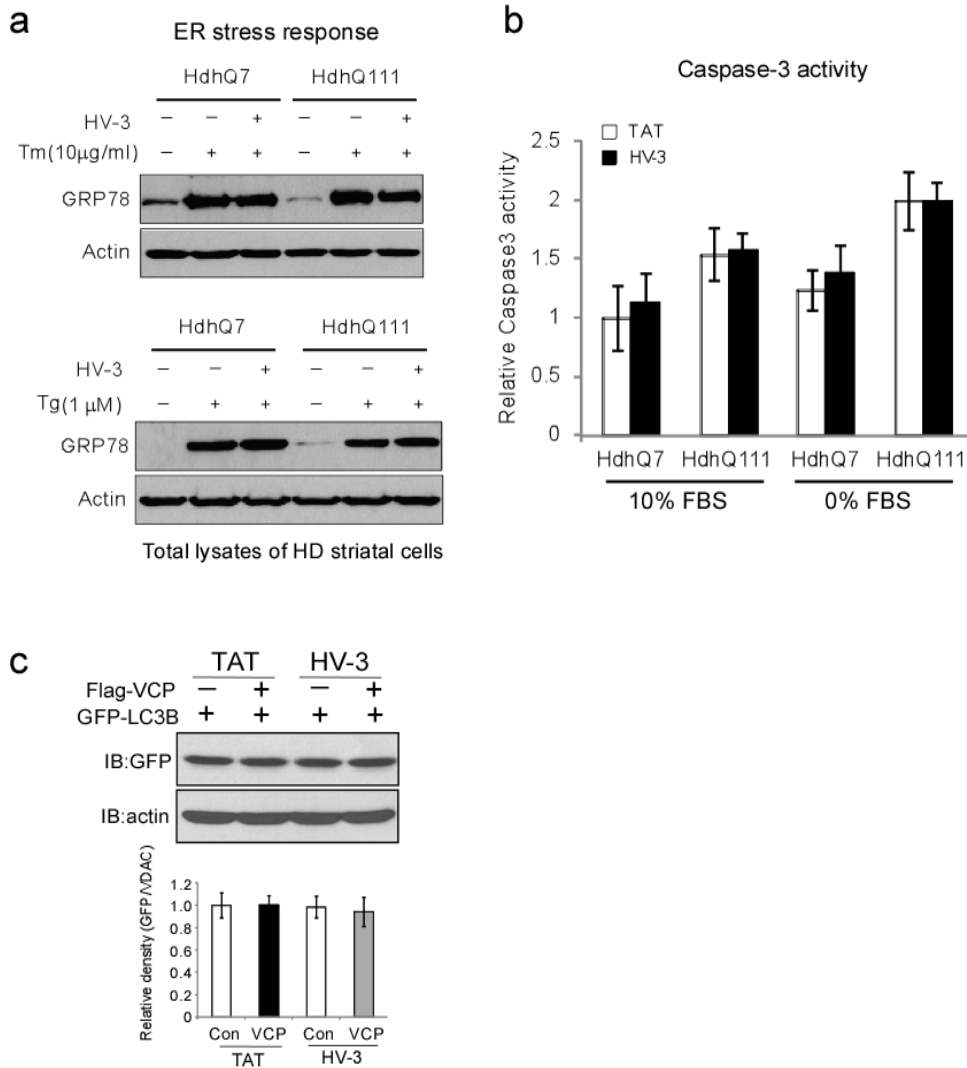 a
ER stress response
HdhQ7 HdhQ111
HV-3 – – + – – +
Tm(10μg/ml) – + + – + +
GRP78
Actin
HdhQ7 HdhQ111
HV-3 – – + – – +
Tg(1 μM) – + + – + +
GRP78
Actin
Total lysates of HD striatal cells
b
Caspase-3 activity
TAT
HV-3
Relative Caspase3 activity
2.5
2
1.5
1
0.5
0
HdhQ7 HdhQ111 HdhQ7 HdhQ111
10% FBS 0% FBS
c
TAT HV-3
Flag-VCP – + – +
GFP-LC3B + + + +
IB:GFP
IB:actin
Relative density (GFP/VDAC)
1.2
1.0
0.8
0.6
0.4
0.2
0
Con VCP Con VCP
TAT HV-3